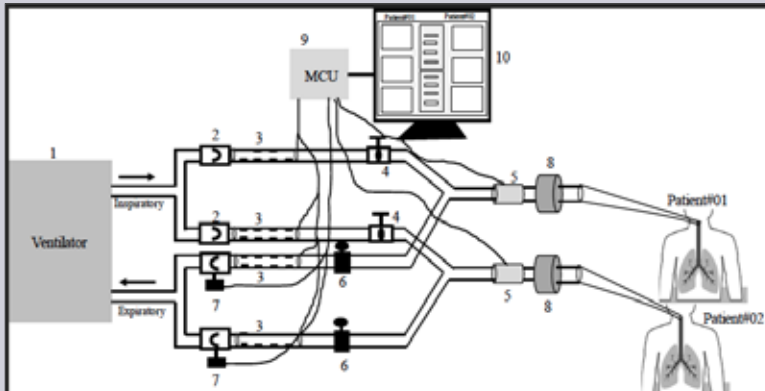 Patient#01 Patient#02
9
MCU
10
1
2
3
4
5
8
Inspiratory
Patient#01
Ventilator
2
3
4
3
6
5
8
Expiratory
7
3
Patient#02
6
7